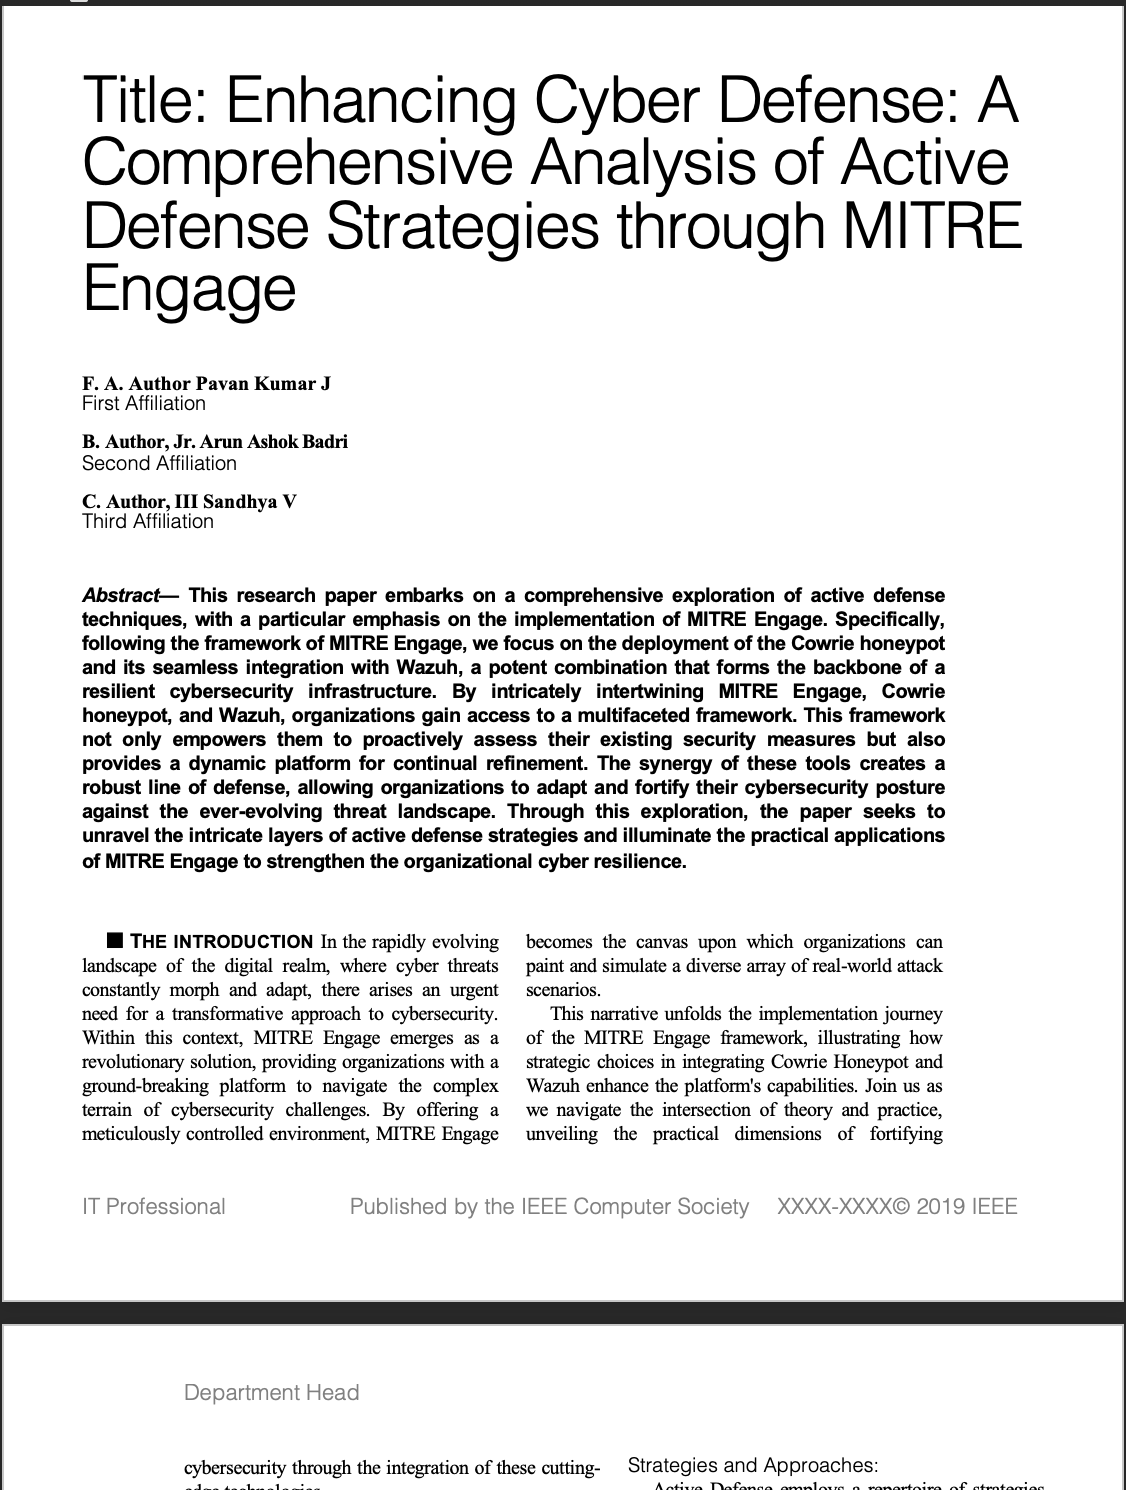 Title: Enhancing Cyber Defense: A
Comprehensive Analysis of Active
Defense Strategies through MITRE
Engage
F. A. Author Pavan Kumar J
First Affiliation
B. Author, Jr. Arun Ashok Badri
Second Affiliation
C. Author, III Sandhya V
Third Affiliation
Abstract— This research paper embarks on a comprehensive exploration of active defense
techniques, with a particular emphasis on the implementation of MITRE Engage. Specifically,
following the framework of MITRE Engage, we focus on the deployment of the Cowrie honeypot
and its seamless integration with Wazuh, a potent combination that forms the backbone of a
resilient cybersecurity infrastructure. By intricately intertwining MITRE Engage, Cowrie
honeypot, and Wazuh, organizations gain access to a multifaceted framework. This framework
not only empowers them to proactively assess their existing security measures but also
provides a dynamic platform for continual refinement. The synergy of these tools creates a
robust line of defense, allowing organizations to adapt and fortify their cybersecurity posture
against the ever-evolving threat landscape. Through this exploration, the paper seeks to
unravel the intricate layers of active defense strategies and illuminate the practical applications
of MITRE Engage to strengthen the organizational cyber resilience.
■ THE INTRODUCTION In the rapidly evolving
landscape of the digital realm, where cyber threats
constantly morph and adapt, there arises an urgent
need for a transformative approach to cybersecurity.
Within this context, MITRE Engage emerges as a
revolutionary solution, providing organizations with a
ground-breaking platform to navigate the complex
terrain of cybersecurity challenges. By offering a
meticulously controlled environment, MITRE Engage
becomes the canvas upon which organizations can
paint and simulate a diverse array of real-world attack
scenarios.
This narrative unfolds the implementation journey
of the MITRE Engage framework, illustrating how
strategic choices in integrating Cowrie Honeypot and
Wazuh enhance the platform's capabilities. Join us as
we navigate the intersection of theory and practice,
unveiling the practical dimensions of fortifying
IT Professional
Published by the IEEE Computer Society
XXXX-XXXX© 2019 IEEE
Department Head
cybersecurity through the integration of these cutting-
edge technologies.
Strategies and Approaches:
Active Defense employs a repertoire of strategies